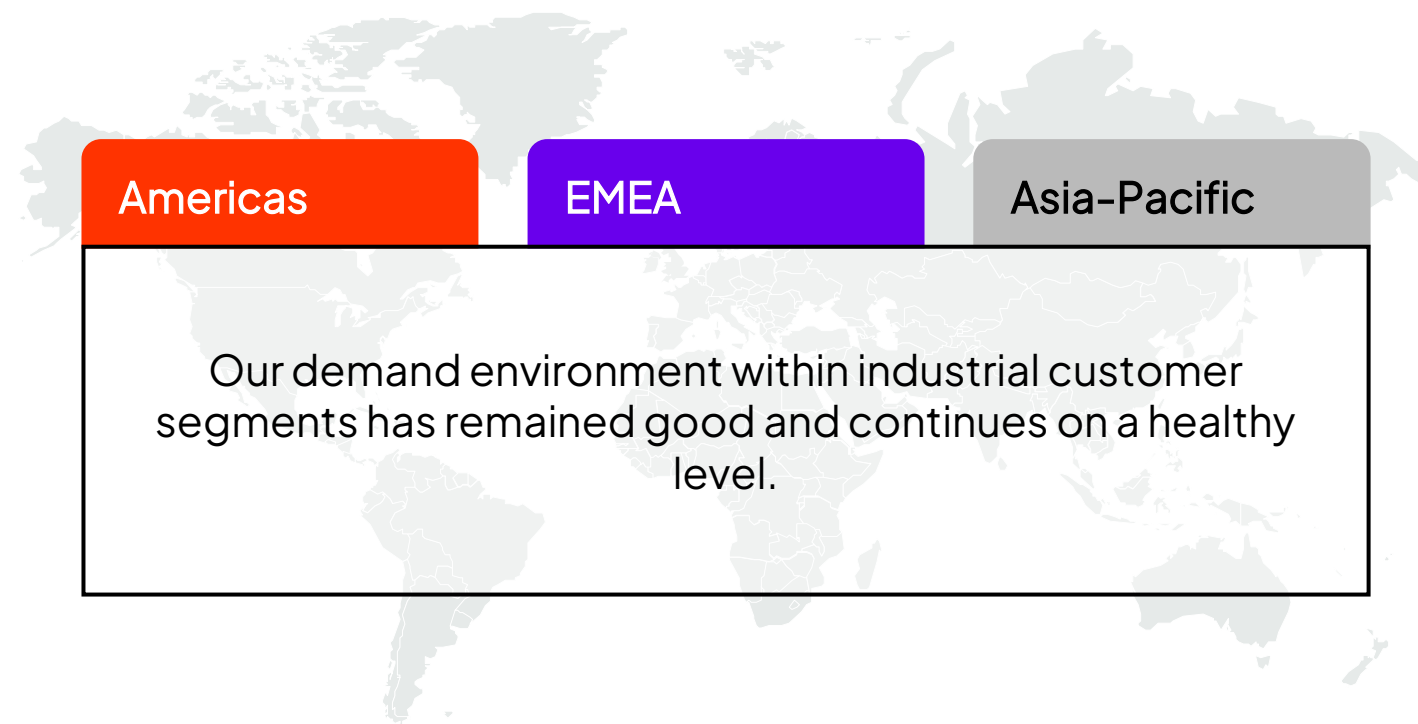 Americas
EMEA
Asia-Pacific
Our demand environment within industrial customer
segments has remained good and continues on a healthy
level.